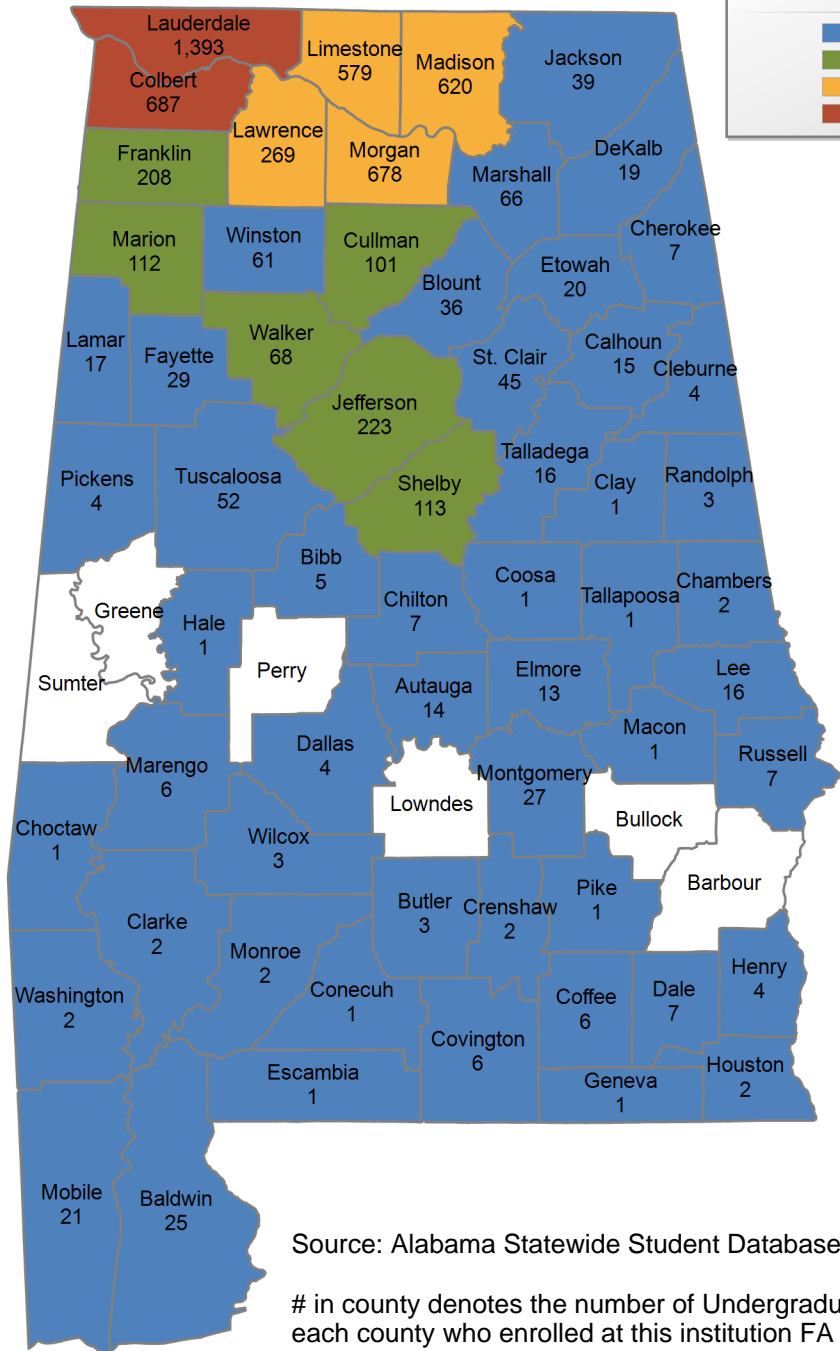 Lauderdale
1,393
Limestone
579
Madison
620
Jackson
39
Colbert
687
Lawrence
269
Morgan
678
DeKalb
19
Franklin
208
Marshall
66
Marion
112
Winston
61
Cullman
101
Cherokee
7
Etowah
20
Blount
36
Lamar
17
Fayette
29
Walker
68
St. Clair
45
Calhoun
15
Cleburne
4
Jefferson
223
Talladega
16
Pickens
4
Tuscaloosa
52
Shelby
113
Clay
1
Randolph
3
Bibb
5
Coosa
1
Tallapoosa
1
Chambers
2
Greene
Hale
1
Chilton
7
Perry
Sumter
Autauga
14
Elmore
13
Lee
16
Macon
1
Dallas
4
Marengo
6
Montgomery
27
Russell
7
Lowndes
Bullock
Choctaw
1
Wilcox
3
Barbour
Butler
3
Crenshaw
2
Pike
1
Clarke
2
Monroe
2
Henry
4
Washington
2
Conecuh
1
Coffee
6
Dale
7
Covington
6
Escambia
1
Geneva
1
Houston
2
Mobile
21
Baldwin
25
Source: Alabama Statewide Student Database
# in county denotes the number of Undergradu
each county who enrolled at this institution FA